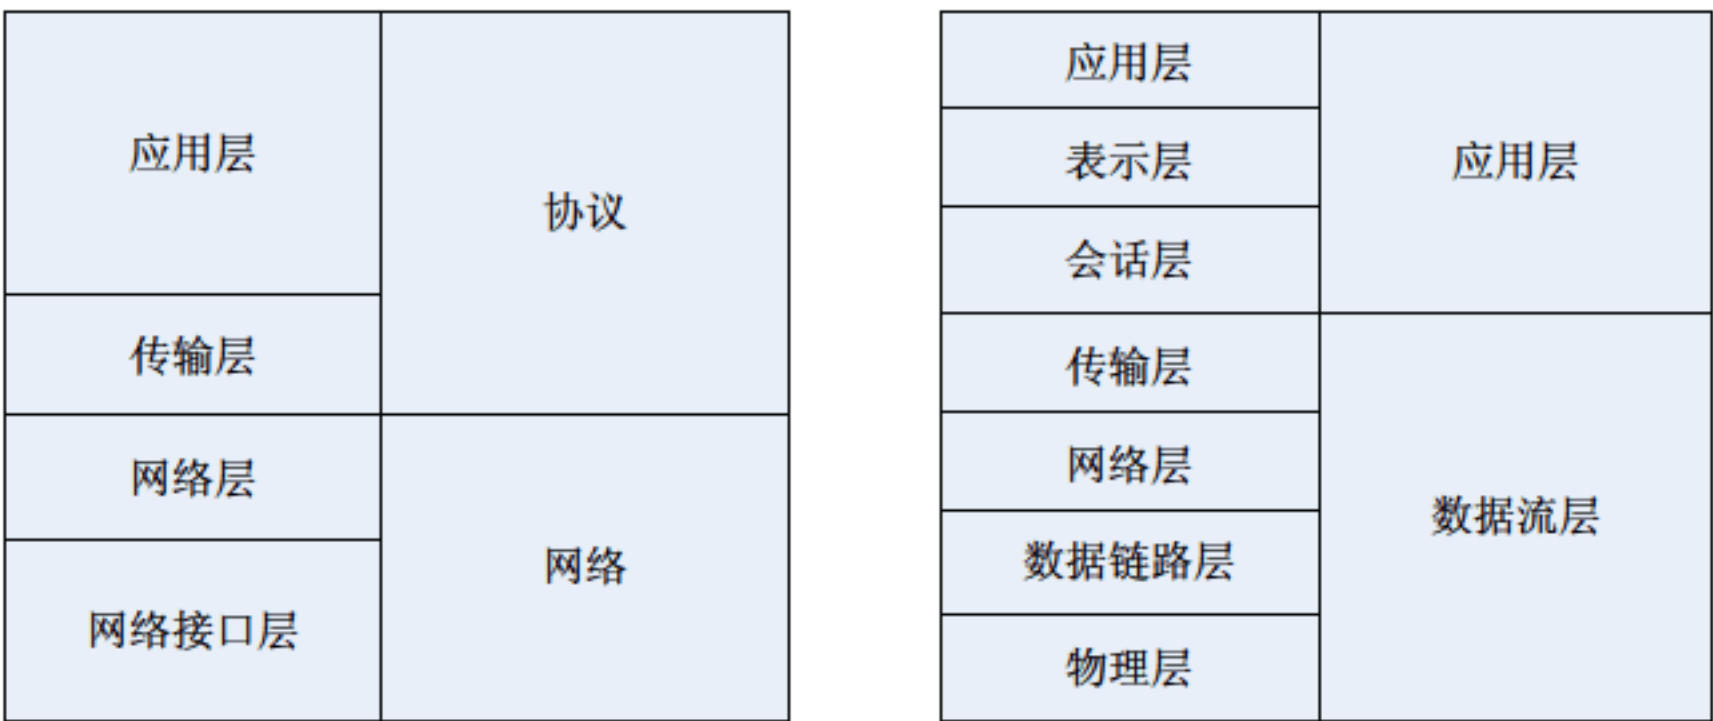 应用层
协议
传输层
网络层
网络
网络接口层
应用层
表示层
应用层
会话层
传输层
网络层
数据流层
数据链路层
物理层